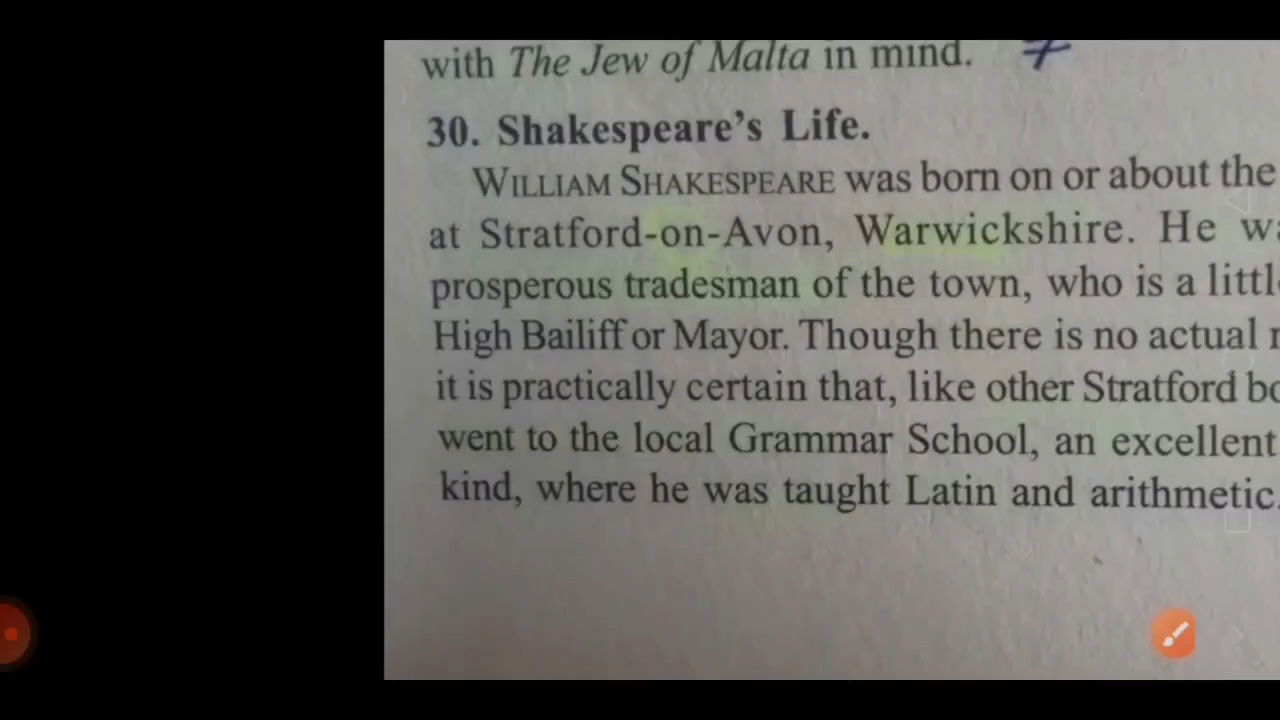 with The Jew of Malta in mind.
30. Shakespeare's Life.
WILLIAM SHAKESPEARE was born on or about the
at Stratford-on-Avon, Warwickshire. He
prosperous tradesman of the town, who is a
High Bailiff or Mayor. Though there is no actual
it is practically certain that, like other Stratford
went to the local Grammar School, an excellent
kind, where he was taught Latin and arithmetic.